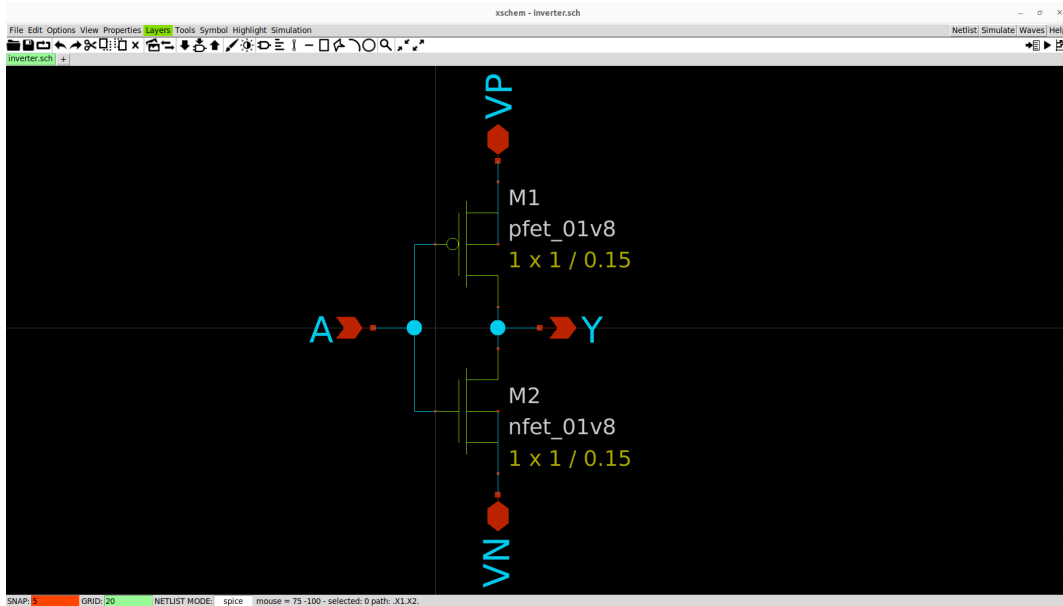 xschem - inverter.sch
File Edit Options View Properties Layers Tools Symbol Highlight Simulation Netlist Simulate Waves Help
inverter.sch +
VP
M1
pfet_01v8
1 x 1 / 0.15
A
Y
M2
nfet_01v8
1 x 1 / 0.15
VN
SNAP: 5 GRID: 20 NETLIST MODE: spice mouse = 75 -100 - selected: 0 path: .X1.X2.